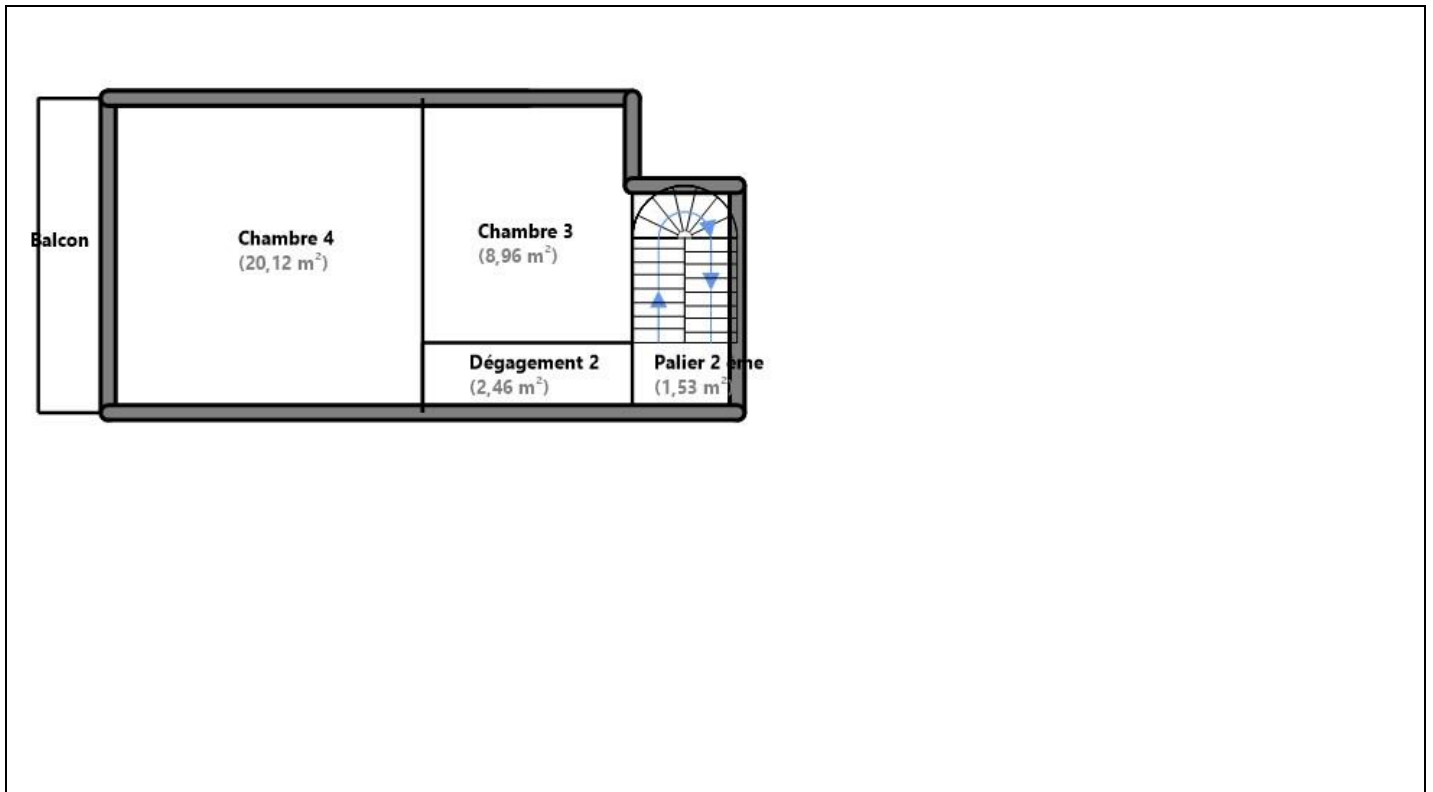 Balcon
Chambre 4
(20,12 m²)
Chambre 3
(8,96 m²)
Dégagement 2
(2,46 m²)
Palier 2 ème
(1,53 m²)